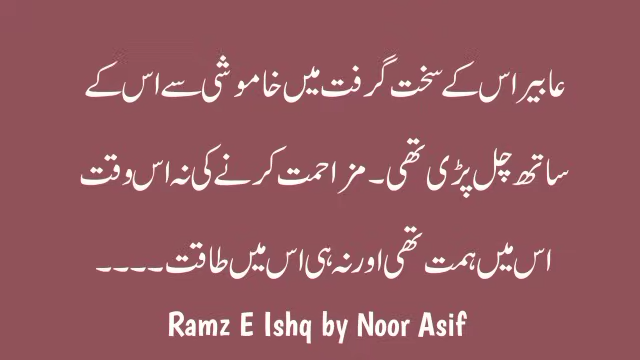 عابیر اس کے سخت گرفت میں خاموشی سے اس کے
ساتھ چل پڑی تھی۔ مزاحمت کرنے کی نہ اس وقت
اس میں ہمت تھی اور نہ ہی اس میں طاقت۔۔۔۔
Ramz E Ishq by Noor Asif